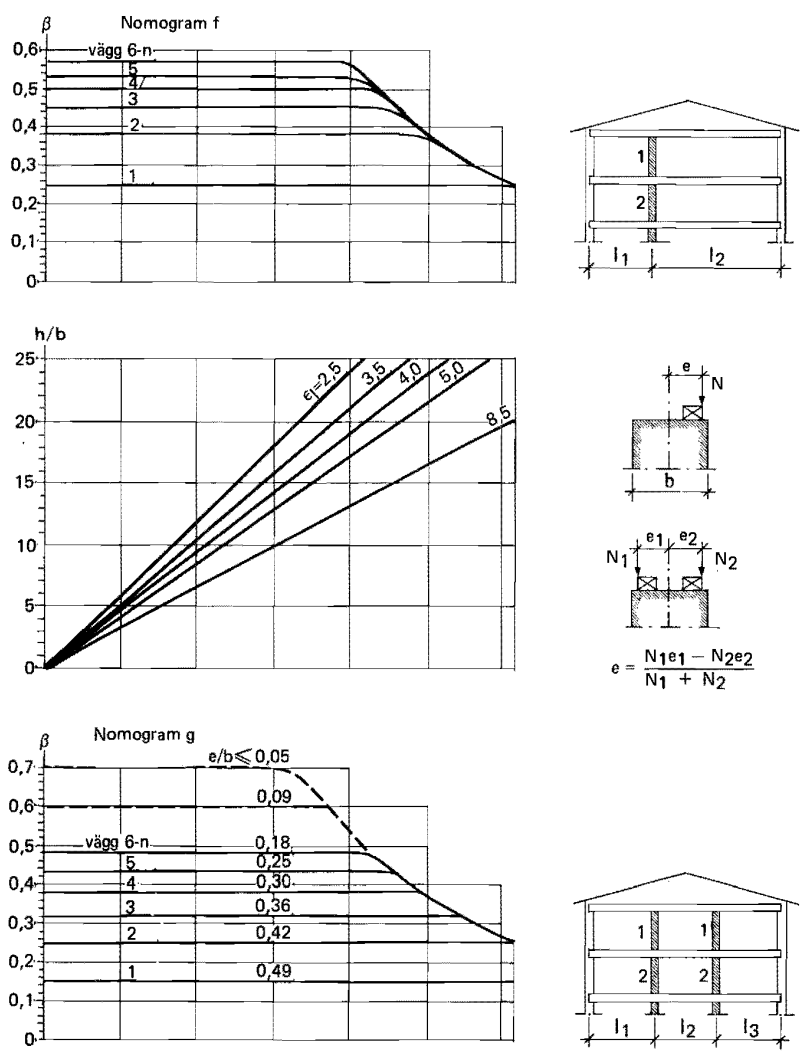 β Nomogram f
0,6
0,5
0,4
0,3
0,2
0,1
0
vägg 6-n
5
4
3
2
1
1
2
l1 l2
h/b
25
20
15
10
5
0
εl=2,5 3,5 4,0 5,0 8,5
e
N
b
e1 e2
N1 N2
e = N1e1 − N2e2
N1 + N2
β Nomogram g
0,7
0,6
0,5
0,4
0,3
0,2
0,1
0
e/b ≤ 0,05
0,09
vägg 6-n 0,18
5 0,25
4 0,30
3 0,36
2 0,42
1 0,49
1 1
2 2
l1 l2 l3